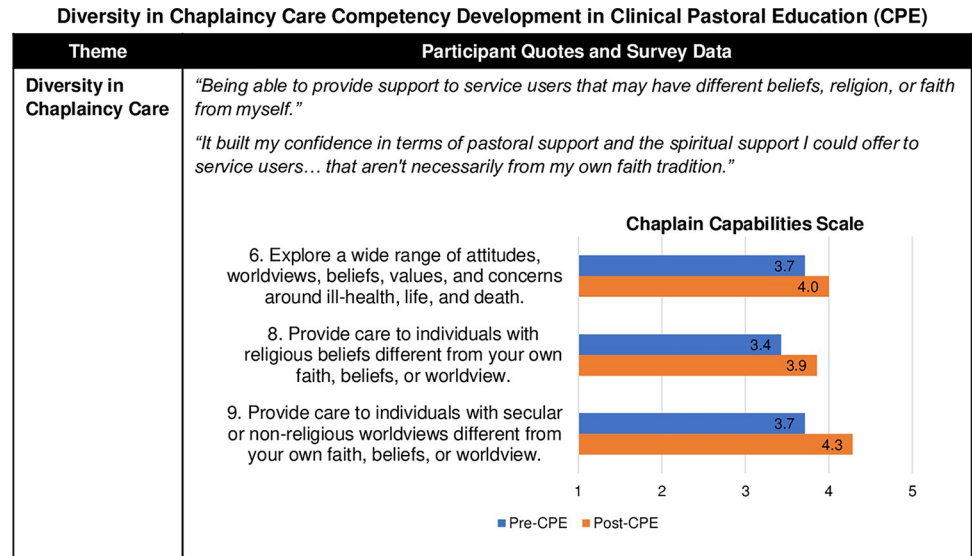 Diversity in Chaplaincy Care Competency Development in Clinical Pastoral Education (CPE)
Theme
Participant Quotes and Survey Data
Diversity in
Chaplaincy Care
“Being able to provide support to service users that may have different beliefs, religion, or faith
from myself.”
“It built my confidence in terms of pastoral support and the spiritual support I could offer to
service users… that aren't necessarily from my own faith tradition.”
Chaplain Capabilities Scale
6. Explore a wide range of attitudes,
worldviews, beliefs, values, and concerns
around ill-health, life, and death.
3.7
4.0
8. Provide care to individuals with
religious beliefs different from your own
faith, beliefs, or worldview.
3.4
3.9
9. Provide care to individuals with secular
or non-religious worldviews different from
your own faith, beliefs, or worldview.
3.7
4.3
1 2 3 4 5
Pre-CPE Post-CPE